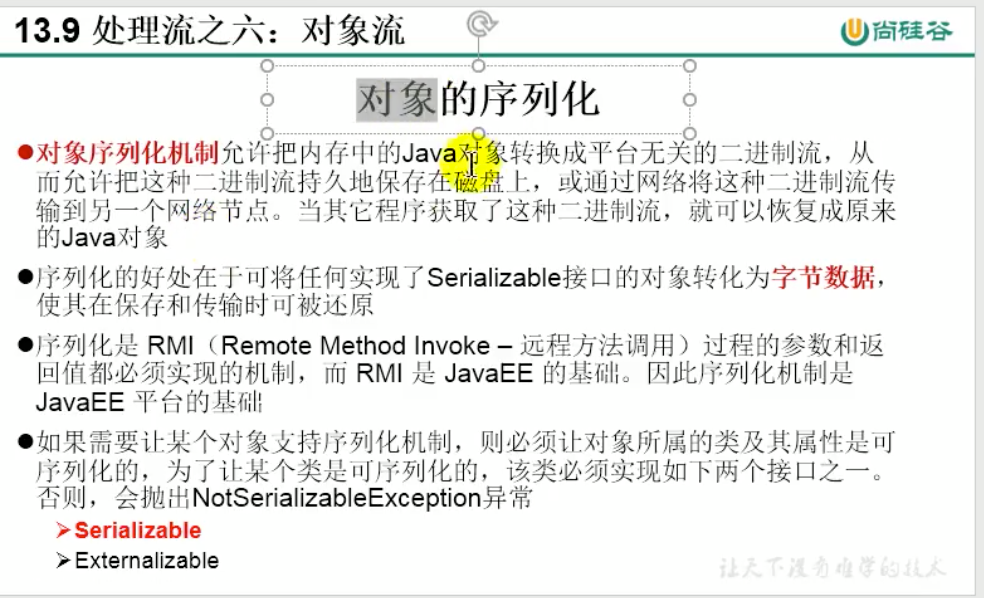 13.9 处理流之六：对象流
尚硅谷
对象的序列化
●对象序列化机制允许把内存中的Java对象转换成平台无关的二进制流，从
而允许把这种二进制流持久地保存在磁盘上，或通过网络将这种二进制流传
输到另一个网络节点。当其它程序获取了这种二进制流，就可以恢复成原来
的Java对象
●序列化的好处在于可将任何实现了Serializable接口的对象转化为字节数据，
使其在保存和传输时可被还原
●序列化是 RMI（Remote Method Invoke – 远程方法调用）过程的参数和返
回值都必须实现的机制，而 RMI 是 JavaEE 的基础。因此序列化机制是
JavaEE 平台的基础
●如果需要让某个对象支持序列化机制，则必须让对象所属的类及其属性是可
序列化的，为了让某个类是可序列化的，该类必须实现如下两个接口之一。
否则，会抛出NotSerializableException异常
➢Serializable
➢Externalizable
让天下没有难学的技术